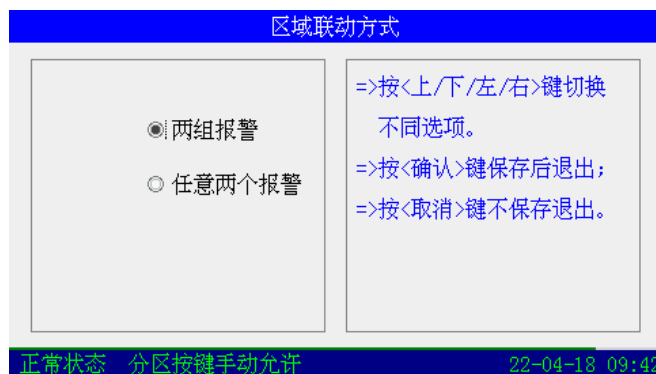 区域联动方式
两组报警
任意两个报警
=>按<上/下/左/右>键切换
不同选项。
=>按<确认>键保存后退出;
=>按<取消>键不保存退出。
正常状态 分区按键手动允许 22-04-18 09:42